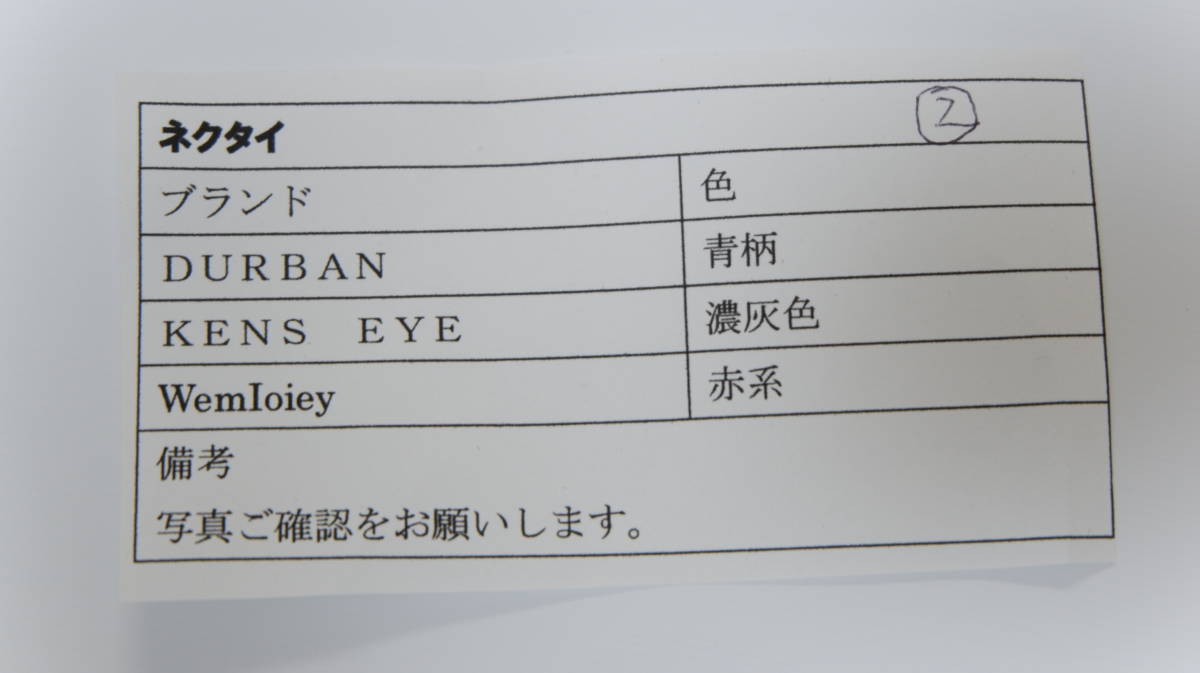 ネクタイ ②
ブランド 色
ＤＵＲＢＡＮ 青柄
ＫＥＮＳ　ＥＹＥ 濃灰色
WemIoiey 赤系
備考
写真ご確認をお願いします。